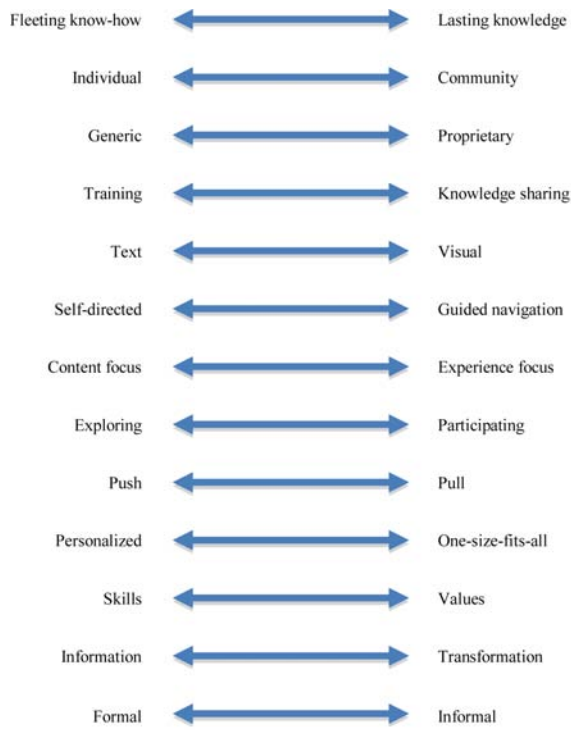 Fleeting know-how Lasting knowledge
Individual Community
Generic Proprietary
Training Knowledge sharing
Text Visual
Self-directed Guided navigation
Content focus Experience focus
Exploring Participating
Push Pull
Personalized One-size-fits-all
Skills Values
Information Transformation
Formal Informal